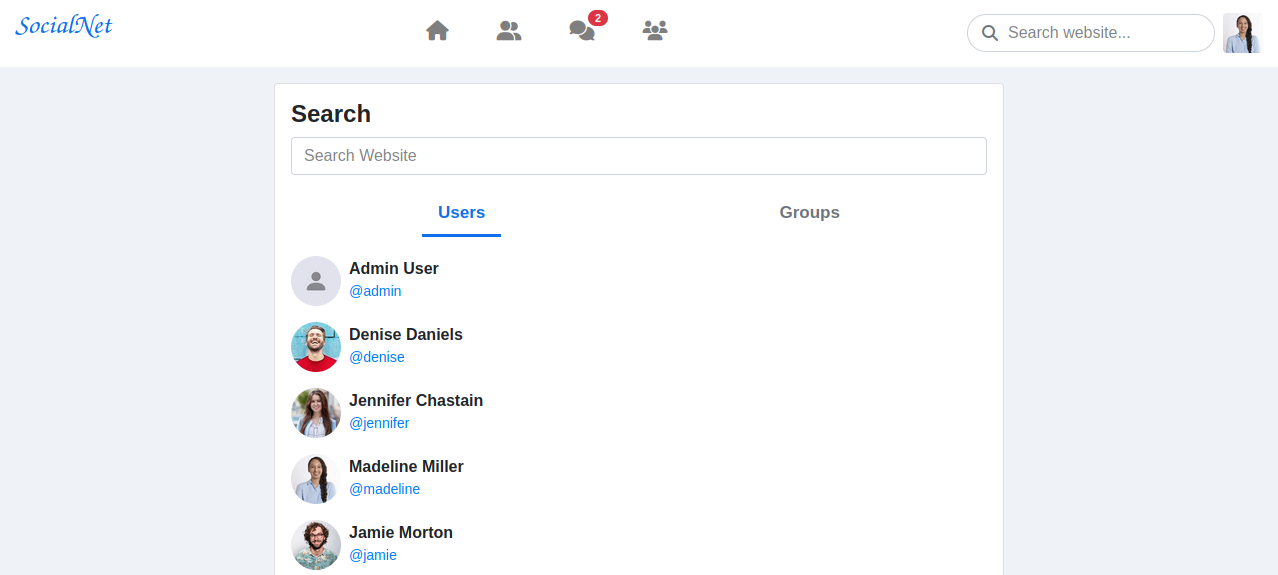 SocialNet
2
Search website...
Search
Search Website
Users
Groups
Admin User
@admin
Denise Daniels
@denise
Jennifer Chastain
@jennifer
Madeline Miller
@madeline
Jamie Morton
@jamie